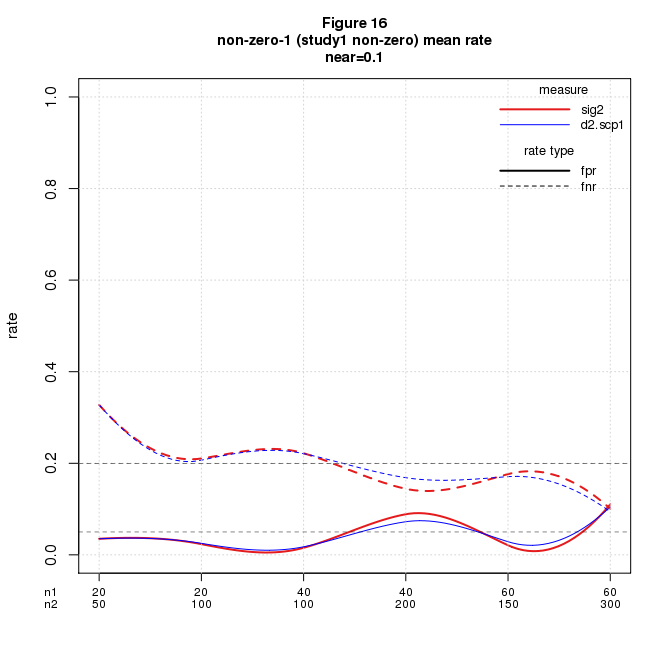 Figure 16
non-zero-1 (study1 non-zero) mean rate
near=0.1
measure
sig2
d2.scp1
rate type
fpr
fnr
rate
1.0
0.8
0.6
0.4
0.2
0.0
n1 20 20 40 40 60 60
n2 50 100 100 200 150 300